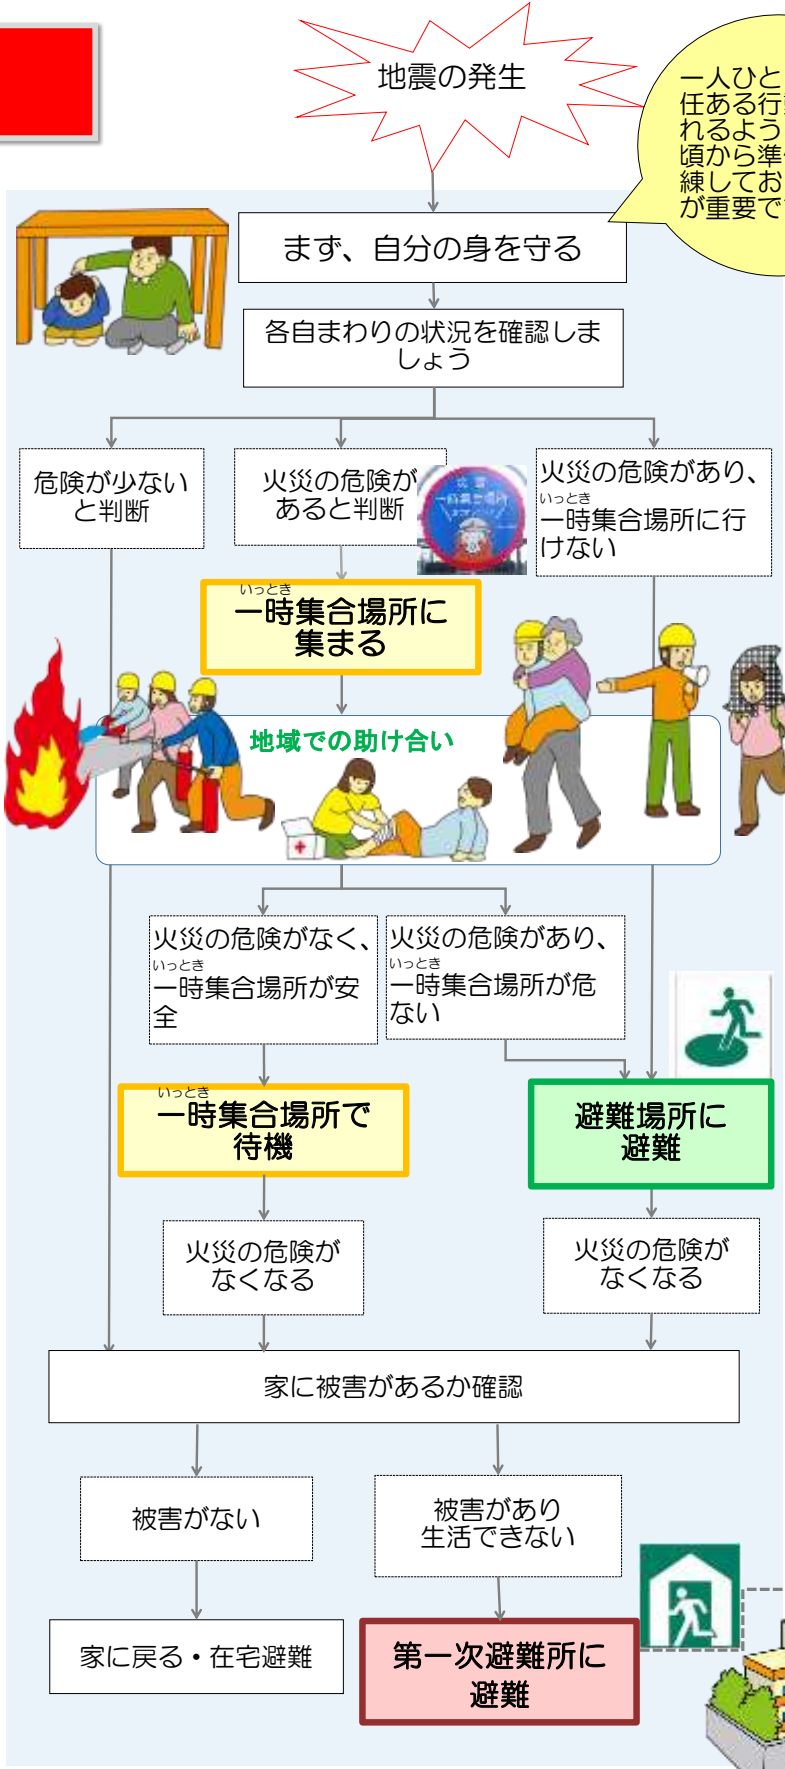 地震の発生
一人ひと
任ある行
れるよう
頃から準
練してお
が重要で
まず、自分の身を守る
各自まわりの状況を確認しま
しょう
危険が少ない
と判断
火災の危険が
あると判断
一時集合場所
火災の危険があり、
いっとき
一時集合場所に行
けない
いっとき
一時集合場所に
集まる
地域での助け合い
火災の危険がなく、
いっとき
一時集合場所が安
全
火災の危険があり、
いっとき
一時集合場所が危
ない
いっとき
一時集合場所で
待機
避難場所に
避難
火災の危険が
なくなる
火災の危険が
なくなる
家に被害があるか確認
被害がない
被害があり
生活できない
家に戻る・在宅避難
第一次避難所に
避難